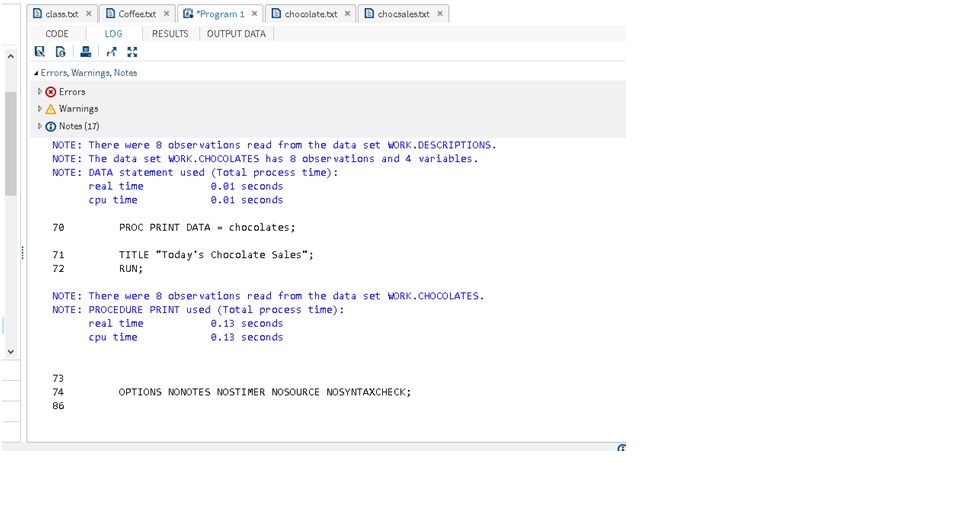 class.txt × Coffee.txt × *Program 1 × chocolate.txt × chocsales.txt ×
CODE LOG RESULTS OUTPUT DATA
Errors, Warnings, Notes
Errors
Warnings
Notes (17)
NOTE: There were 8 observations read from the data set WORK.DESCRIPTIONS.
NOTE: The data set WORK.CHOCOLATES has 8 observations and 4 variables.
NOTE: DATA statement used (Total process time):
real time 0.01 seconds
cpu time 0.01 seconds
70 PROC PRINT DATA = chocolates;
71 TITLE "Today's Chocolate Sales";
72 RUN;
NOTE: There were 8 observations read from the data set WORK.CHOCOLATES.
NOTE: PROCEDURE PRINT used (Total process time):
real time 0.13 seconds
cpu time 0.13 seconds
73
74 OPTIONS NONOTES NOSTIMER NOSOURCE NOSYNTAXCHECK;
86